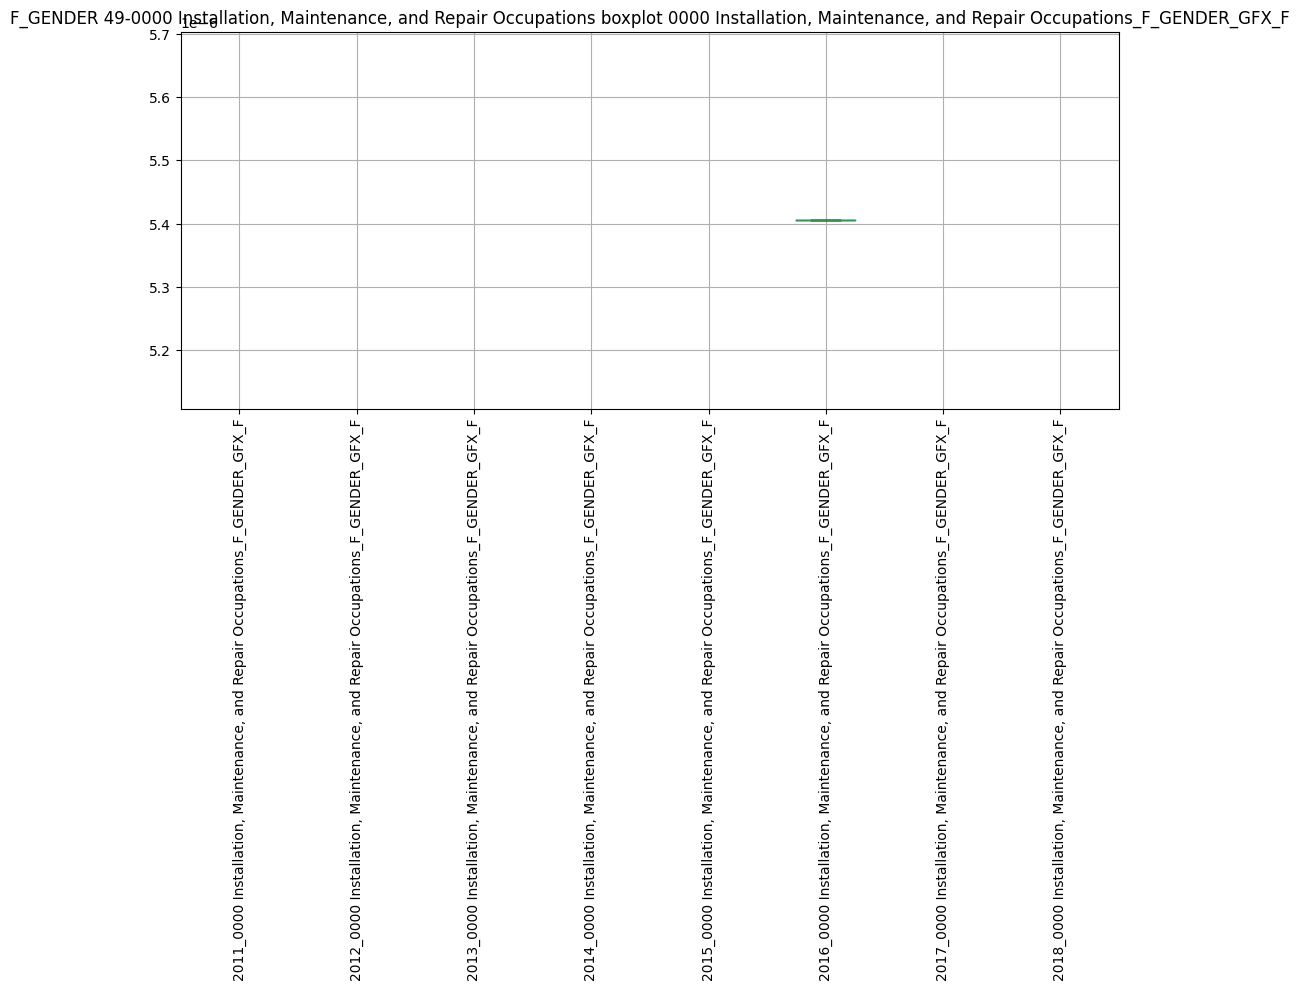 F_GENDER 49-0000 Installation, Maintenance, and Repair Occupations boxplot 0000 Installation, Maintenance, and Repair Occupations_F_GENDER_GFX_F
1e−6
5.7
5.6
5.5
5.4
5.3
5.2
2011_0000 Installation, Maintenance, and Repair Occupations_F_GENDER_GFX_F
2012_0000 Installation, Maintenance, and Repair Occupations_F_GENDER_GFX_F
2013_0000 Installation, Maintenance, and Repair Occupations_F_GENDER_GFX_F
2014_0000 Installation, Maintenance, and Repair Occupations_F_GENDER_GFX_F
2015_0000 Installation, Maintenance, and Repair Occupations_F_GENDER_GFX_F
2016_0000 Installation, Maintenance, and Repair Occupations_F_GENDER_GFX_F
2017_0000 Installation, Maintenance, and Repair Occupations_F_GENDER_GFX_F
2018_0000 Installation, Maintenance, and Repair Occupations_F_GENDER_GFX_F